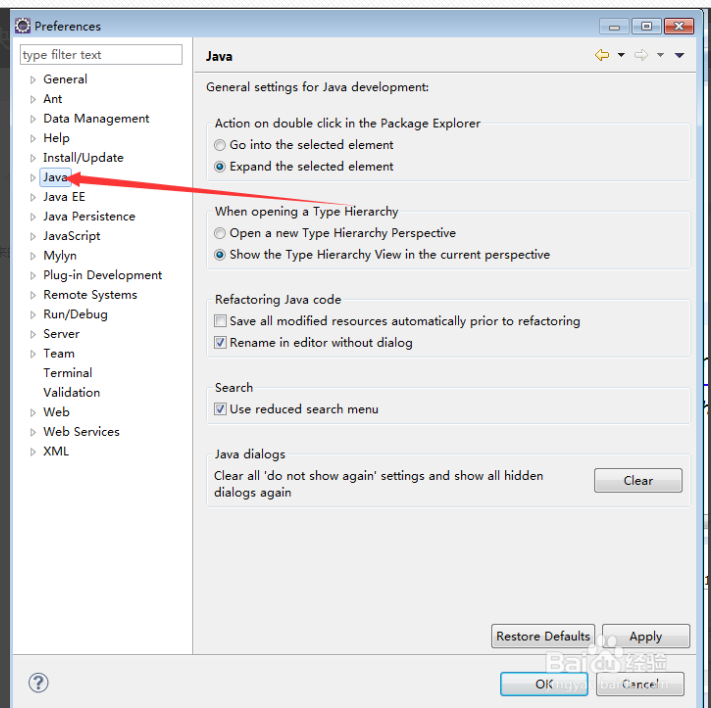 Preferences
type filter text
General
Ant
Data Management
Help
Install/Update
Java
Java EE
Java Persistence
JavaScript
Mylyn
Plug-in Development
Remote Systems
Run/Debug
Server
Team
Terminal
Validation
Web
Web Services
XML
Java
General settings for Java development:
Action on double click in the Package Explorer
Go into the selected element
Expand the selected element
When opening a Type Hierarchy
Open a new Type Hierarchy Perspective
Show the Type Hierarchy View in the current perspective
Refactoring Java code
Save all modified resources automatically prior to refactoring
Rename in editor without dialog
Search
Use reduced search menu
Java dialogs
Clear all 'do not show again' settings and show all hidden
dialogs again
Clear
Restore Defaults
Apply
Baidu 经验
OK
Cancel